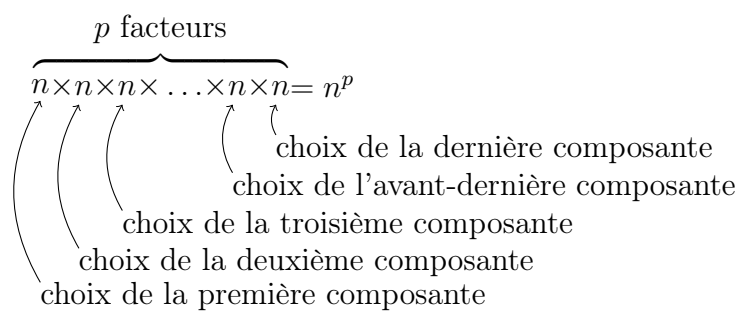 p facteurs
n×n×n× …×n×n= nᵖ
choix de la dernière composante
choix de l'avant-dernière composante
choix de la troisième composante
choix de la deuxième composante
choix de la première composante